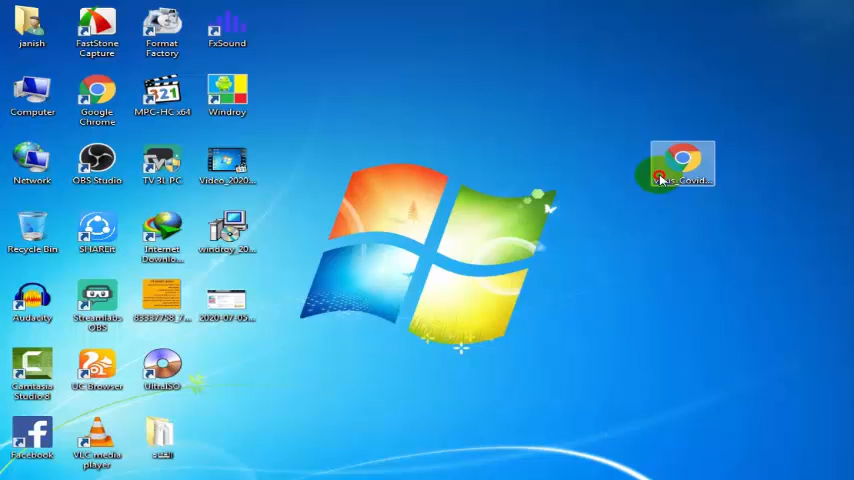 janish
FastStone
Capture
Format
Factory
FxSound
Computer
Google
Chrome
MPC-HC x64
Windroy
Network
OBS Studio
TV 3L PC
Video_2020...
Recycle Bin
SHAREit
Internet
Downlo...
windroy_20...
Audacity
Streamlabs
OBS
83337758_7...
2020-07-05...
Camtasia
Studio 8
UC Browser
UltraISO
Facebook
VLC media
player